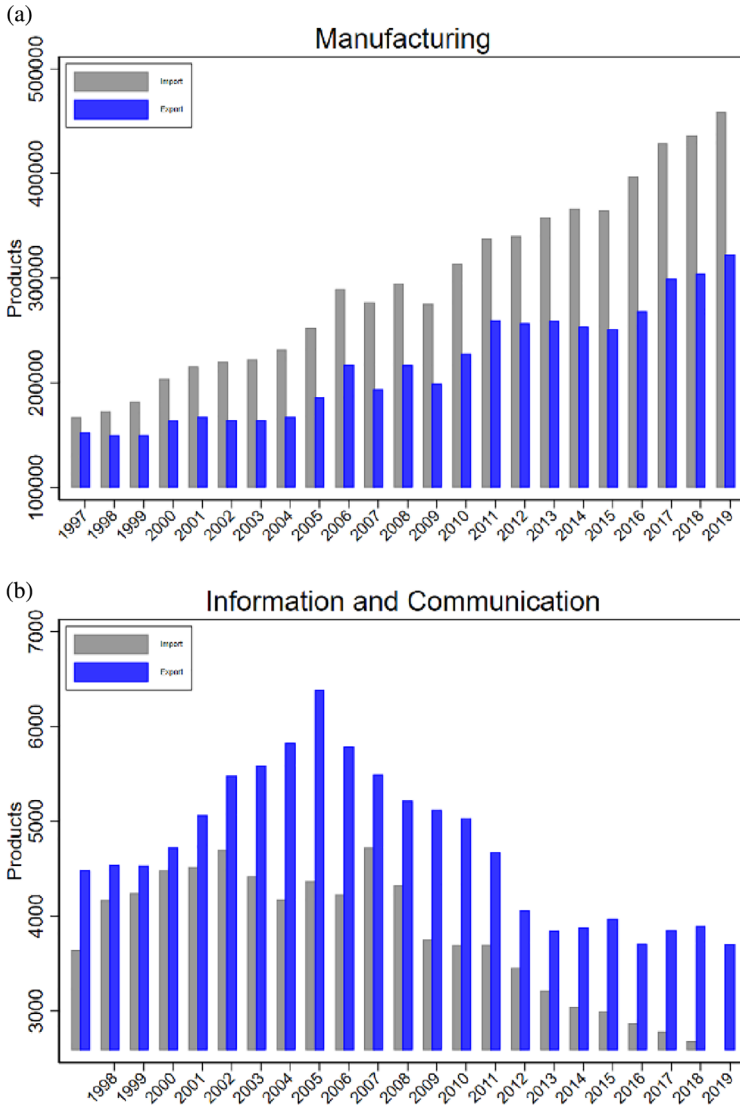 (a)
Manufacturing
Import
Export
Products
500000
400000
300000
200000
100000
1997 1998 1999 2000 2001 2002 2003 2004 2005 2006 2007 2008 2009 2010 2011 2012 2013 2014 2015 2016 2017 2018 2019
(b)
Information and Communication
Import
Export
Products
7000
6000
5000
4000
3000
1998 1999 2000 2001 2002 2003 2004 2005 2006 2007 2008 2009 2010 2011 2012 2013 2014 2015 2016 2017 2018 2019